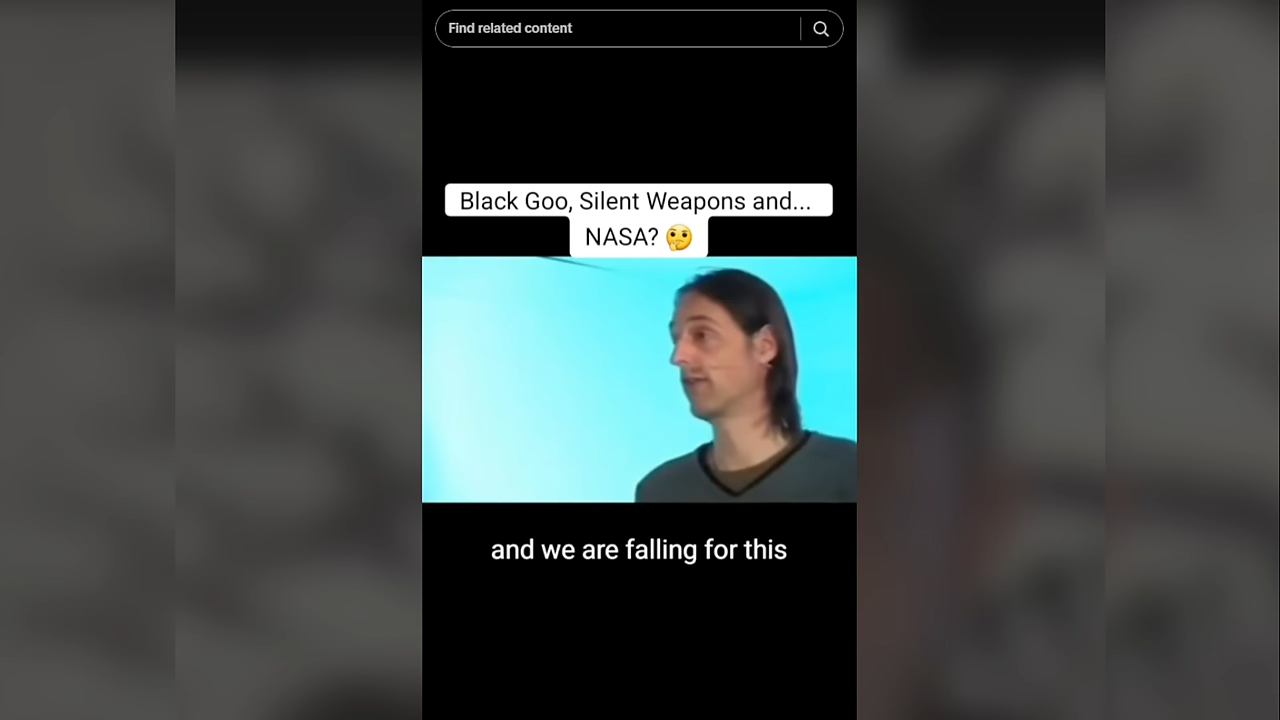 Find related content
Black Goo, Silent Weapons and...
NASA? 🤔
and we are falling for this